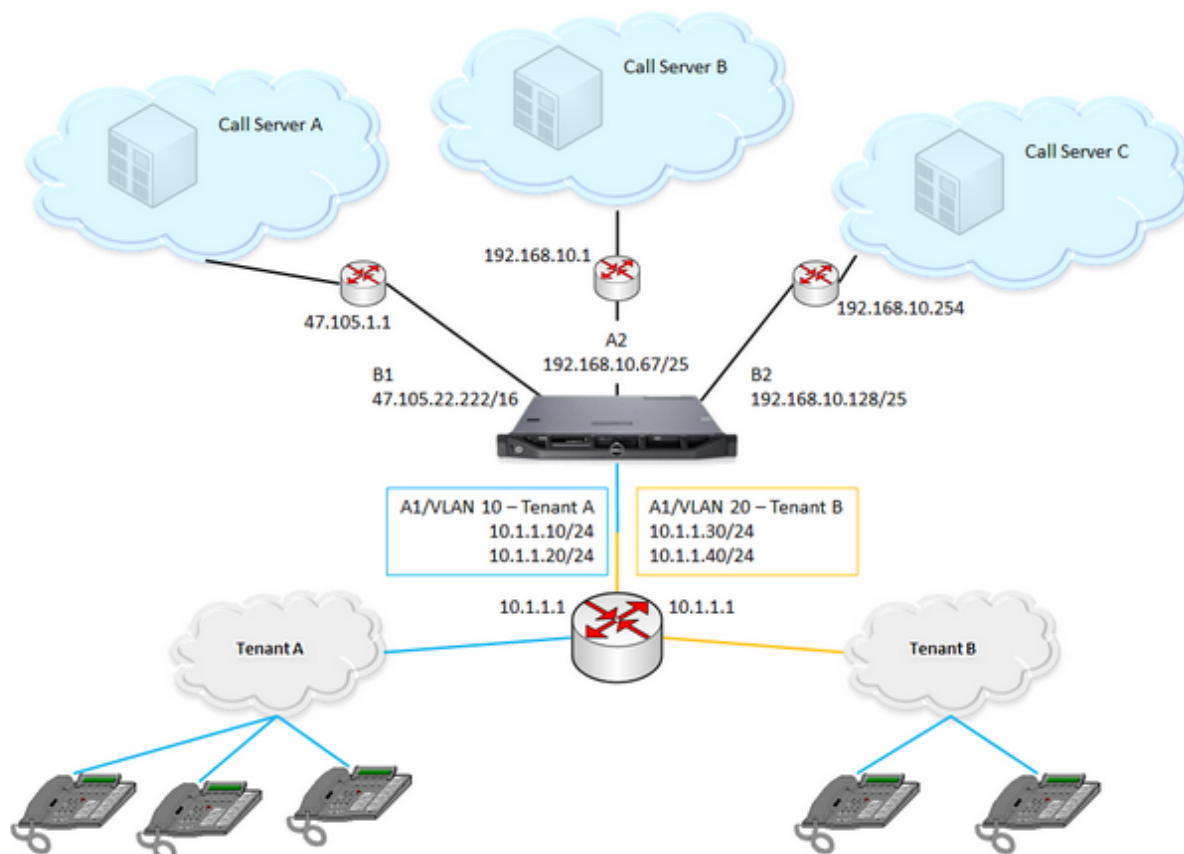 Call Server B
Call Server A
Call Server C
192.168.10.1
47.105.1.1
192.168.10.254
A2
192.168.10.67/25
B1
47.105.22.222/16
B2
192.168.10.128/25
A1/VLAN 10 – Tenant A
10.1.1.10/24
10.1.1.20/24
A1/VLAN 20 – Tenant B
10.1.1.30/24
10.1.1.40/24
10.1.1.1
10.1.1.1
Tenant A
Tenant B